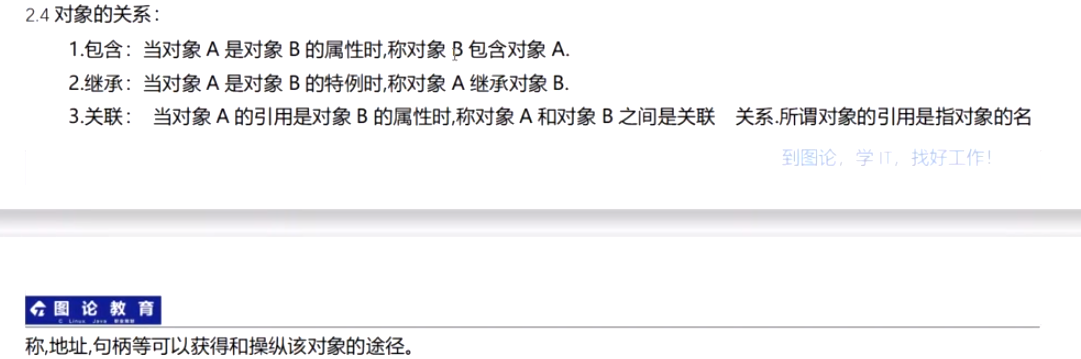 2.4 对象的关系：
1.包含：当对象 A 是对象 B 的属性时,称对象 B 包含对象 A.
2.继承：当对象 A 是对象 B 的特例时,称对象 A 继承对象 B.
3.关联： 当对象 A 的引用是对象 B 的属性时,称对象 A 和对象 B 之间是关联 关系.所谓对象的引用是指对象的名
到图论，学 IT，找好工作！
图论教育
C Linux Java
称,地址,句柄等可以获得和操纵该对象的途径。